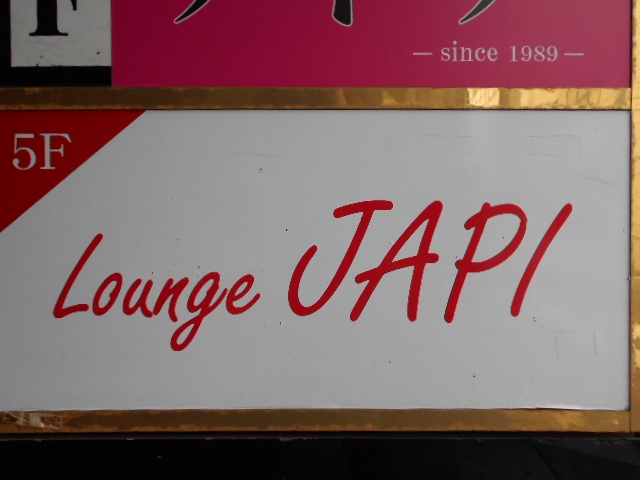 — since 1989 —
5F
Lounge JAPI